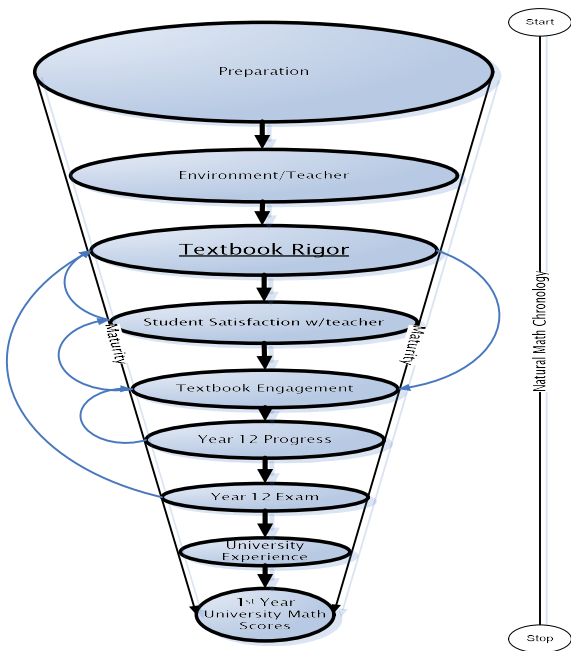 Start
Preparation
Environment/Teacher
Textbook Rigor
Student Satisfaction w/teacher
Maturity
Maturity
Natural Math Chronology
Textbook Engagement
Year 12 Progress
Year 12 Exam
University
Experience
1st Year
University Math
Scores
Stop